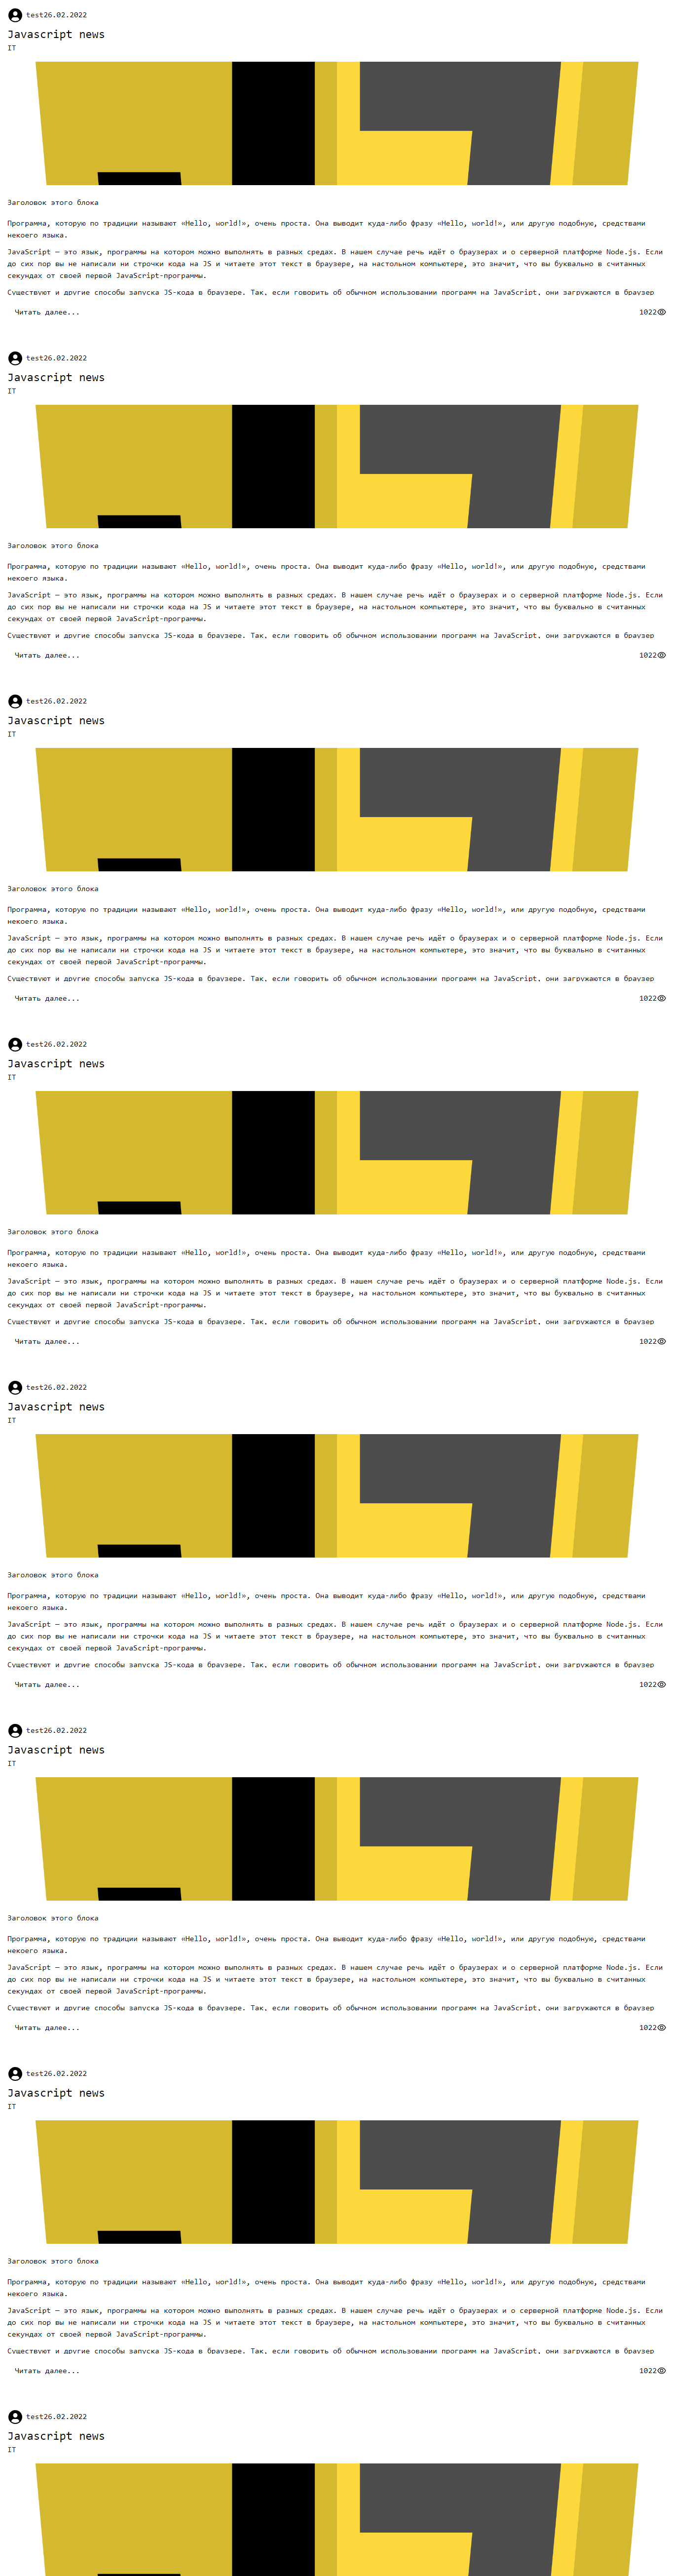 test26.02.2022
Javascript news
IT
Заголовок этого блока
Программа, которую по традиции называют «Hello, world!», очень проста. Она выводит куда-либо фразу «Hello, world!», или другую подобную, средствами
некоего языка.
JavaScript — это язык, программы на котором можно выполнять в разных средах. В нашем случае речь идёт о браузерах и о серверной платформе Node.js. Если
до сих пор вы не написали ни строчки кода на JS и читаете этот текст в браузере, на настольном компьютере, это значит, что вы буквально в считанных
секундах от своей первой JavaScript-программы.
Существуют и другие способы запуска JS-кода в браузере. Так, если говорить об обычном использовании программ на JavaScript, они загружаются в браузер
Читать далее...
1022
test26.02.2022
Javascript news
IT
Заголовок этого блока
Программа, которую по традиции называют «Hello, world!», очень проста. Она выводит куда-либо фразу «Hello, world!», или другую подобную, средствами
некоего языка.
JavaScript — это язык, программы на котором можно выполнять в разных средах. В нашем случае речь идёт о браузерах и о серверной платформе Node.js. Если
до сих пор вы не написали ни строчки кода на JS и читаете этот текст в браузере, на настольном компьютере, это значит, что вы буквально в считанных
секундах от своей первой JavaScript-программы.
Существуют и другие способы запуска JS-кода в браузере. Так, если говорить об обычном использовании программ на JavaScript, они загружаются в браузер
Читать далее...
1022
test26.02.2022
Javascript news
IT
Заголовок этого блока
Программа, которую по традиции называют «Hello, world!», очень проста. Она выводит куда-либо фразу «Hello, world!», или другую подобную, средствами
некоего языка.
JavaScript — это язык, программы на котором можно выполнять в разных средах. В нашем случае речь идёт о браузерах и о серверной платформе Node.js. Если
до сих пор вы не написали ни строчки кода на JS и читаете этот текст в браузере, на настольном компьютере, это значит, что вы буквально в считанных
секундах от своей первой JavaScript-программы.
Существуют и другие способы запуска JS-кода в браузере. Так, если говорить об обычном использовании программ на JavaScript, они загружаются в браузер
Читать далее...
1022
test26.02.2022
Javascript news
IT
Заголовок этого блока
Программа, которую по традиции называют «Hello, world!», очень проста. Она выводит куда-либо фразу «Hello, world!», или другую подобную, средствами
некоего языка.
JavaScript — это язык, программы на котором можно выполнять в разных средах. В нашем случае речь идёт о браузерах и о серверной платформе Node.js. Если
до сих пор вы не написали ни строчки кода на JS и читаете этот текст в браузере, на настольном компьютере, это значит, что вы буквально в считанных
секундах от своей первой JavaScript-программы.
Существуют и другие способы запуска JS-кода в браузере. Так, если говорить об обычном использовании программ на JavaScript, они загружаются в браузер
Читать далее...
1022
test26.02.2022
Javascript news
IT
Заголовок этого блока
Программа, которую по традиции называют «Hello, world!», очень проста. Она выводит куда-либо фразу «Hello, world!», или другую подобную, средствами
некоего языка.
JavaScript — это язык, программы на котором можно выполнять в разных средах. В нашем случае речь идёт о браузерах и о серверной платформе Node.js. Если
до сих пор вы не написали ни строчки кода на JS и читаете этот текст в браузере, на настольном компьютере, это значит, что вы буквально в считанных
секундах от своей первой JavaScript-программы.
Существуют и другие способы запуска JS-кода в браузере. Так, если говорить об обычном использовании программ на JavaScript, они загружаются в браузер
Читать далее...
1022
test26.02.2022
Javascript news
IT
Заголовок этого блока
Программа, которую по традиции называют «Hello, world!», очень проста. Она выводит куда-либо фразу «Hello, world!», или другую подобную, средствами
некоего языка.
JavaScript — это язык, программы на котором можно выполнять в разных средах. В нашем случае речь идёт о браузерах и о серверной платформе Node.js. Если
до сих пор вы не написали ни строчки кода на JS и читаете этот текст в браузере, на настольном компьютере, это значит, что вы буквально в считанных
секундах от своей первой JavaScript-программы.
Существуют и другие способы запуска JS-кода в браузере. Так, если говорить об обычном использовании программ на JavaScript, они загружаются в браузер
Читать далее...
1022
test26.02.2022
Javascript news
IT
Заголовок этого блока
Программа, которую по традиции называют «Hello, world!», очень проста. Она выводит куда-либо фразу «Hello, world!», или другую подобную, средствами
некоего языка.
JavaScript — это язык, программы на котором можно выполнять в разных средах. В нашем случае речь идёт о браузерах и о серверной платформе Node.js. Если
до сих пор вы не написали ни строчки кода на JS и читаете этот текст в браузере, на настольном компьютере, это значит, что вы буквально в считанных
секундах от своей первой JavaScript-программы.
Существуют и другие способы запуска JS-кода в браузере. Так, если говорить об обычном использовании программ на JavaScript, они загружаются в браузер
Читать далее...
1022
test26.02.2022
Javascript news
IT